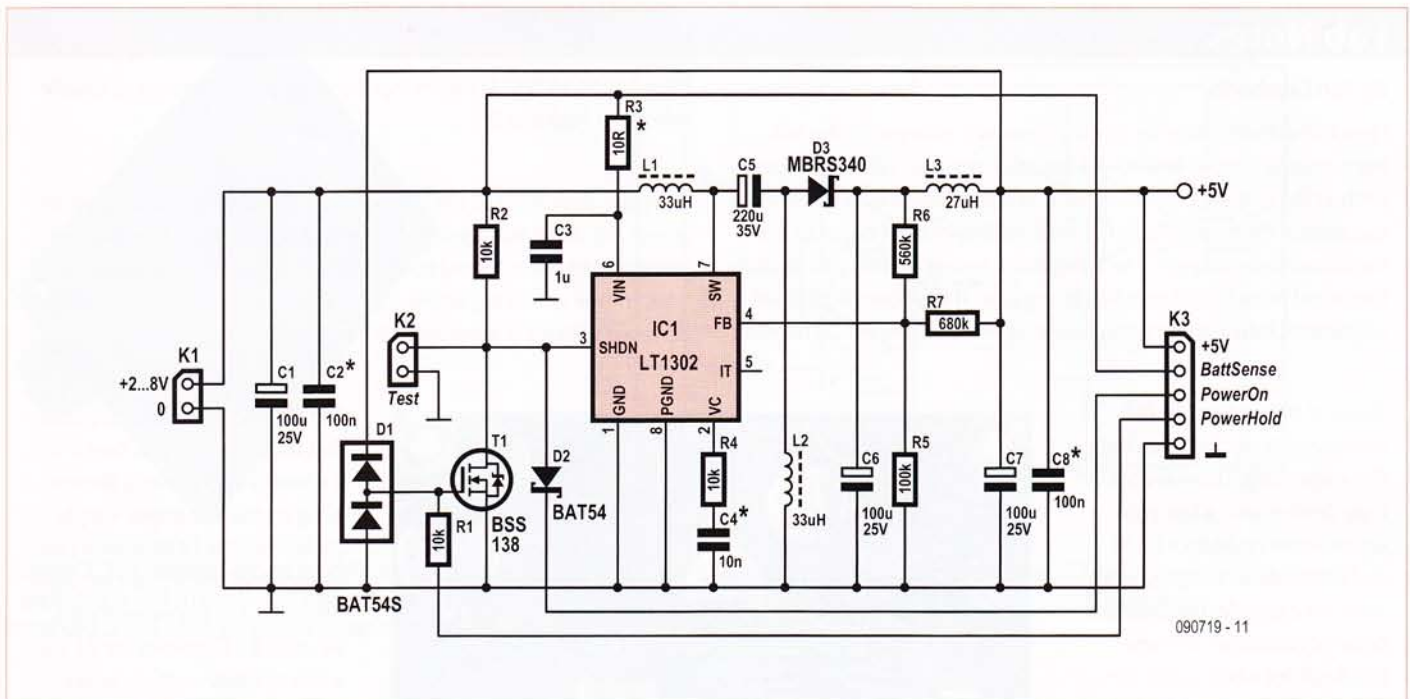 R3
*
10R
L1
33uH
C5
220u
35V
D3
MBRS340
L3
27uH
+5V
R2
10k
C3
1u
6
VIN
7
SW
R6
560k
K2
Test
3
SHDN
IC1
LT1302
FB
4
IT
5
R7
680k
K3
+5V
BattSense
PowerOn
PowerHold
K1
+2...8V
0
C1
100u
25V
C2*
100n
GND
1
PGND
8
VC
2
D1
BAT54S
R1
10k
T1
BSS
138
D2
BAT54
R4
10k
C4*
10n
L2
33uH
C6
100u
25V
R5
100k
C7
100u
25V
C8*
100n
090719 - 11